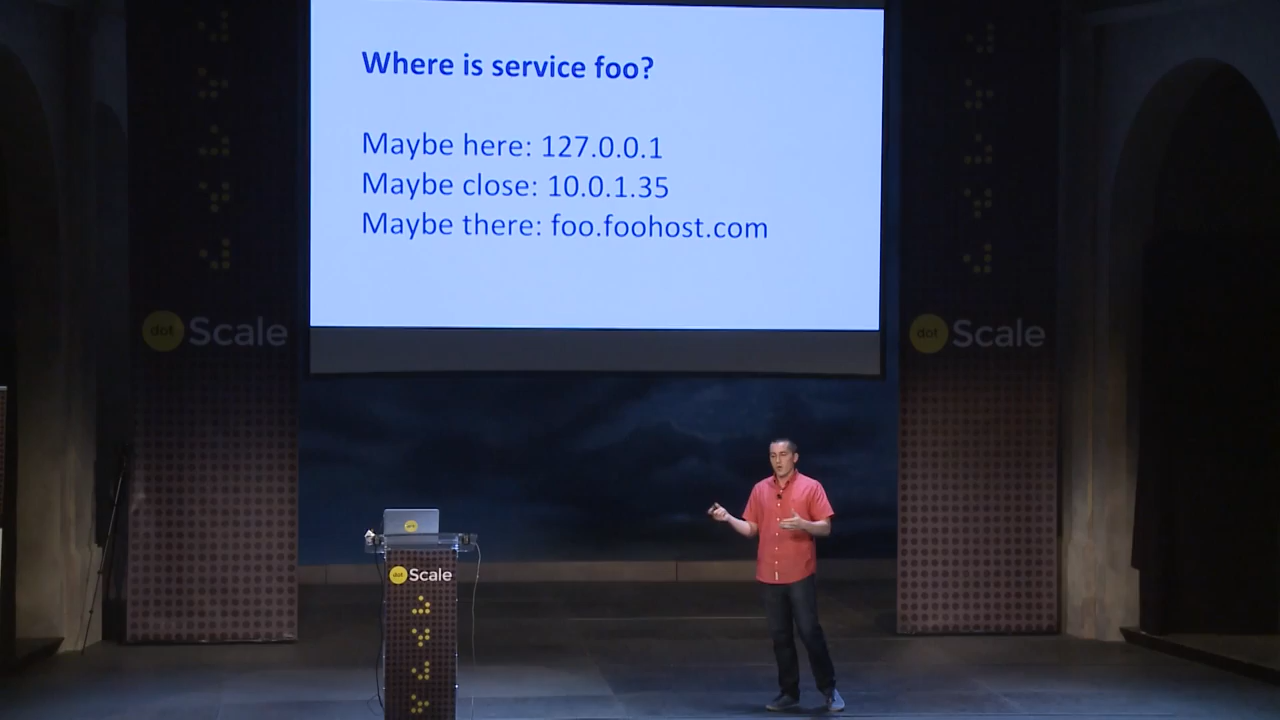 Where is service foo?
Maybe here: 127.0.0.1
Maybe close: 10.0.1.35
Maybe there: foo.foohost.com
dot Scale
dot Scale
dot Scale